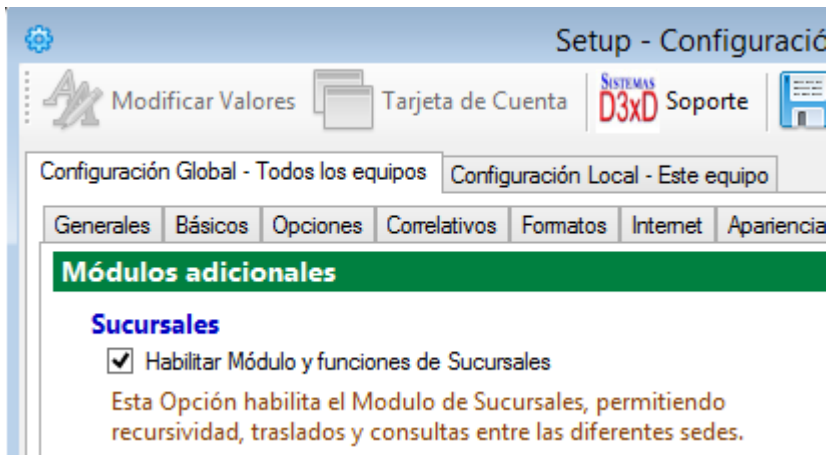 Setup - Configuració
Modificar Valores Tarjeta de Cuenta SISTEMAS D3xD Soporte
Configuración Global - Todos los equipos Configuración Local - Este equipo
Generales Básicos Opciones Correlativos Formatos Internet Apariencia
Módulos adicionales
Sucursales
Habilitar Módulo y funciones de Sucursales
Esta Opción habilita el Modulo de Sucursales, permitiendo
recursividad, traslados y consultas entre las diferentes sedes.